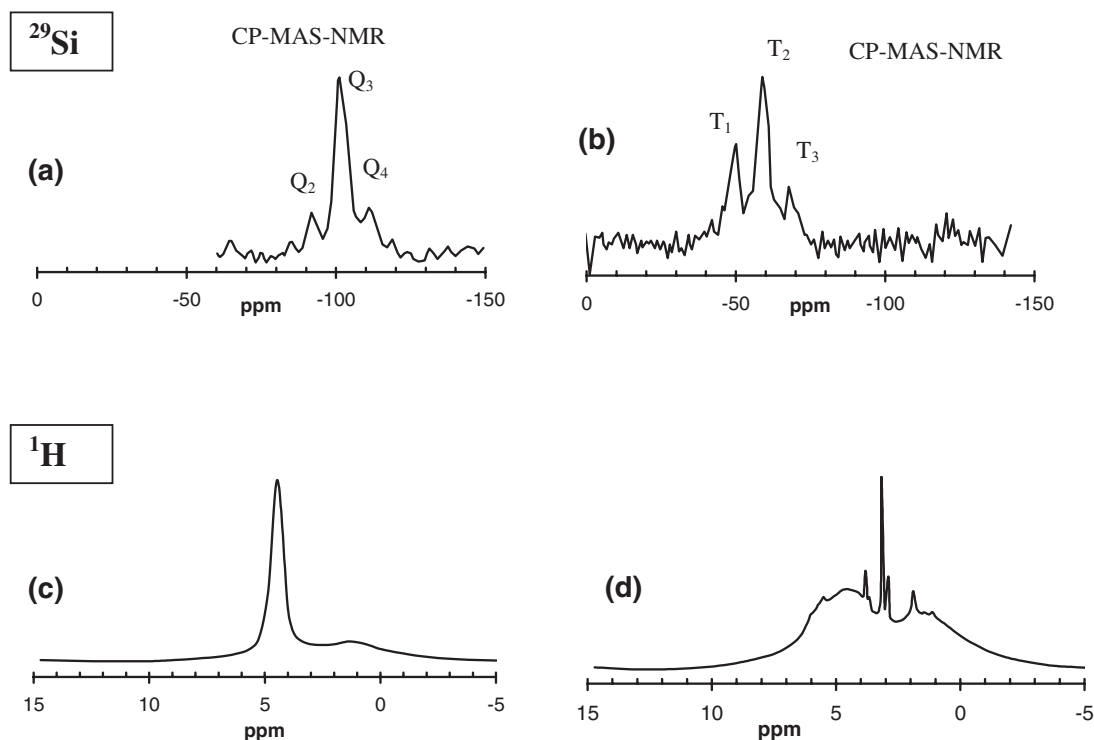 ²⁹Si
CP-MAS-NMR
(a)
Q₂
Q₃
Q₄
0 -50 -100 -150
ppm
CP-MAS-NMR
(b)
T₁
T₂
T₃
0 -50 -100 -150
ppm
¹H
(c)
15 10 5 0 -5
ppm
(d)
15 10 5 0 -5
ppm